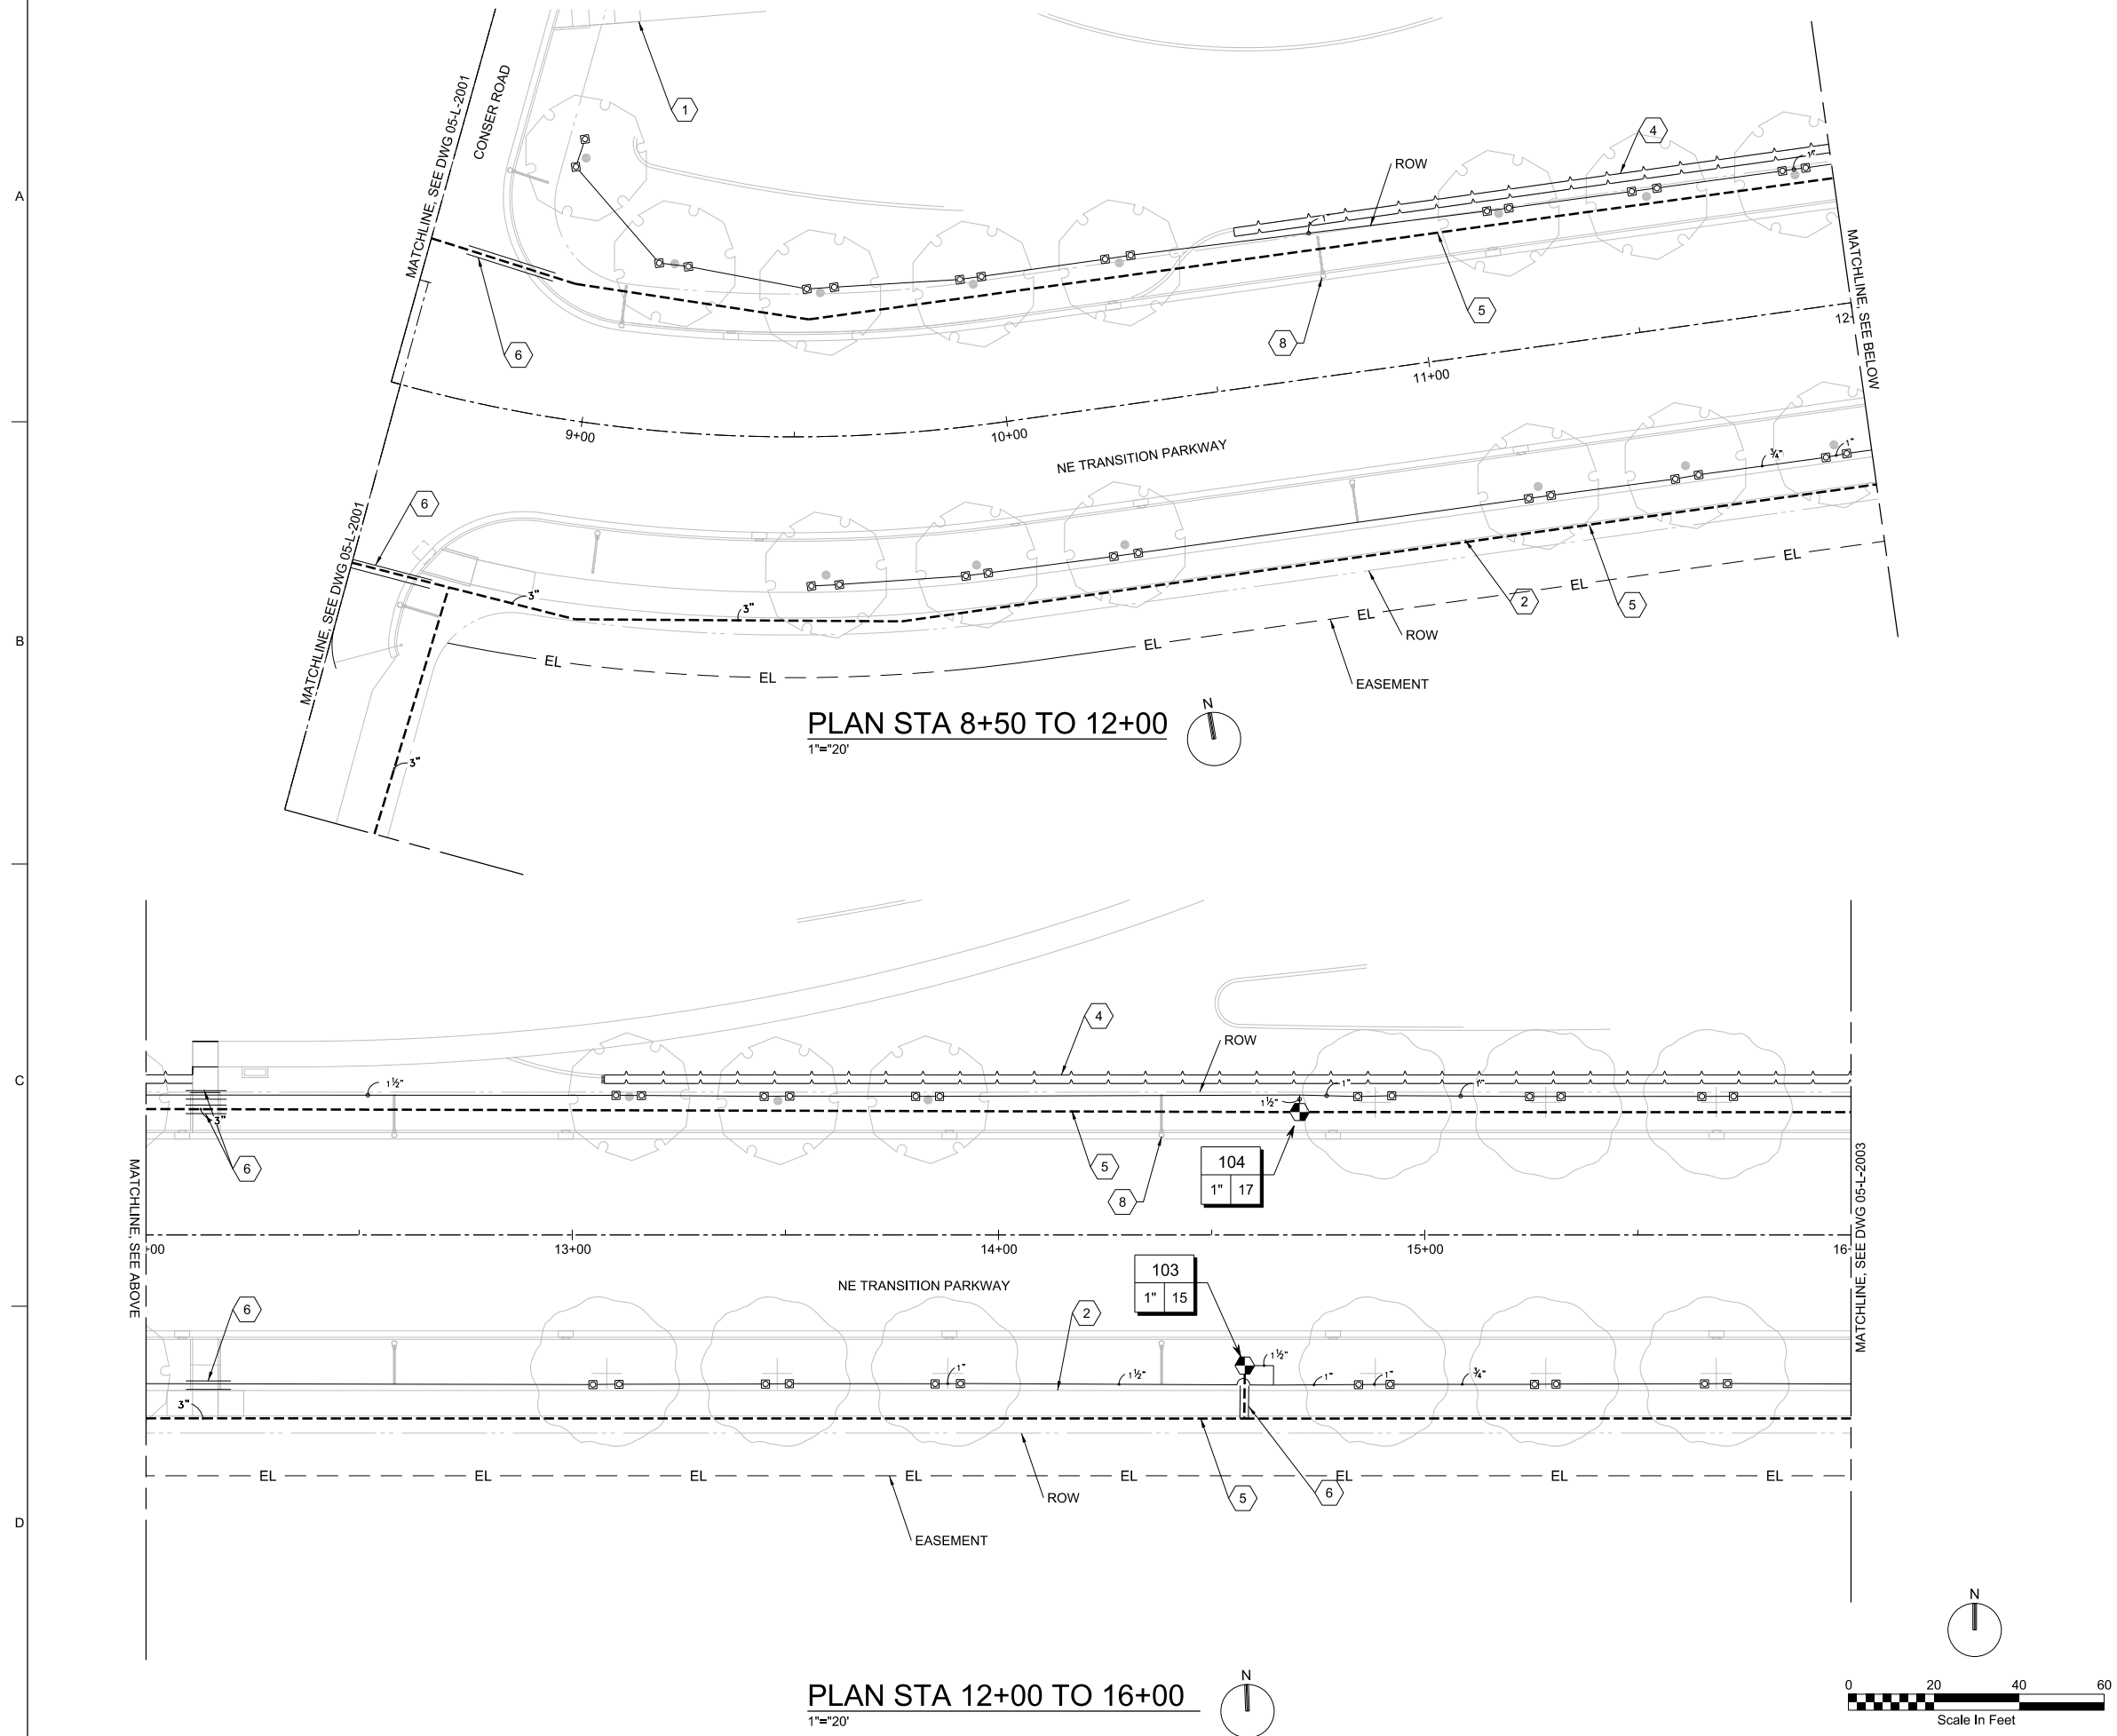 A
B
C
D
MATCHLINE, SEE DWG 05-L-2001
CONSER ROAD
1
4
ROW
1"
1"
6
8
5
MATCHLINE, SEE BELOW
12+
9+00
10+00
11+00
NE TRANSITION PARKWAY
6
MATCHLINE, SEE DWG 05-L-2001
3"
3"
3"
¾"
1"
2
5
ROW
EASEMENT
EL
EL
EL
EL
EL
EL
PLAN STA 8+50 TO 12+00
1"="20'
N
4
ROW
1½"
1"
1"
1½"
3"
6
5
8
104
1" 17
MATCHLINE, SEE ABOVE
+00
13+00
14+00
15+00
16+
MATCHLINE, SEE DWG 05-L-2003
NE TRANSITION PARKWAY
103
1" 15
6
2
1"
1½"
1½"
1"
1"
¾"
3"
EL
EL
EL
EL
EL
EL
EL
EL
5
6
ROW
EASEMENT
PLAN STA 12+00 TO 16+00
1"="20'
N
N
0 20 40 60
Scale In Feet